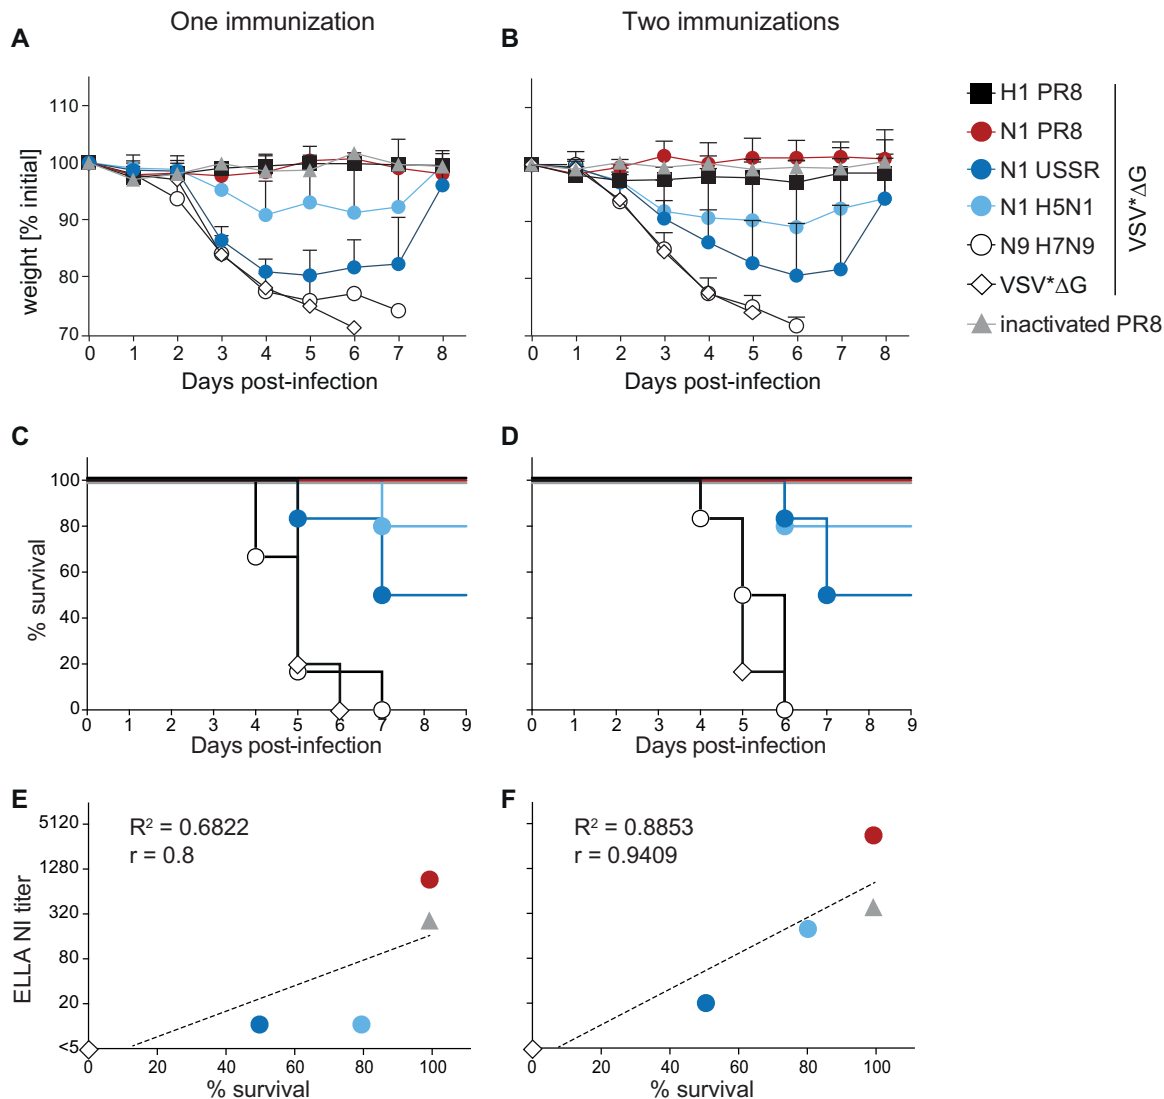 One immunization
Two immunizations
A
110
100
90
80
70
weight [% initial]
0 1 2 3 4 5 6 7 8
Days post-infection
B
0 1 2 3 4 5 6 7 8
Days post-infection
H1 PR8
N1 PR8
N1 USSR
N1 H5N1
N9 H7N9
VSV*ΔG
inactivated PR8
VSV*ΔG
C
100
80
60
40
20
0
% survival
0 1 2 3 4 5 6 7 8 9
Days post-infection
D
0 1 2 3 4 5 6 7 8 9
Days post-infection
E
R² = 0.6822
r = 0.8
5120
1280
320
80
20
<5
ELLA NI titer
0 20 40 60 80 100
% survival
F
R² = 0.8853
r = 0.9409
0 20 40 60 80 100
% survival